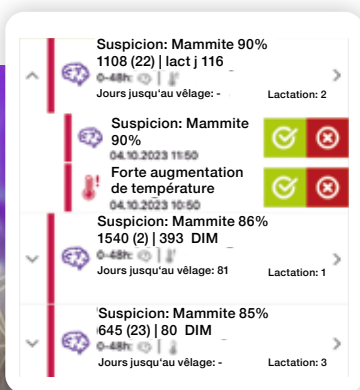 Suspicion: Mammite 90%
1108 (22) | lact j 116
0-48h:
Jours jusqu'au vêlage: -
Lactation: 2
Suspicion: Mammite
90%
04.10.2023 11:50
Forte augmentation
de température
04.10.2023 10:50
Suspicion: Mammite 86%
1540 (2) | 393 DIM
0-48h:
Jours jusqu'au vêlage: 81
Lactation: 1
'Suspicion: Mammite 85%
645 (23) | 80 DIM
0-48h:
Jours jusqu'au vêlage: -
Lactation: 3